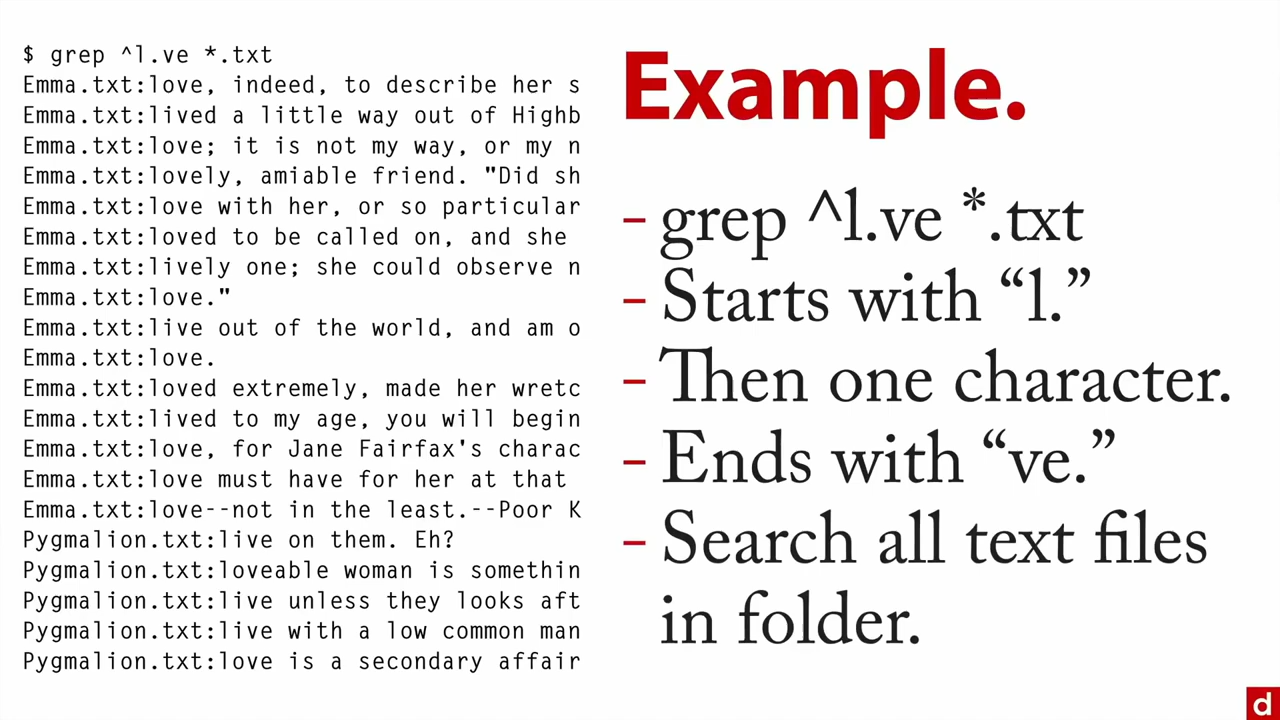 $ grep ^l.ve *.txt
Emma.txt:love, indeed, to describe her s
Emma.txt:lived a little way out of Highb
Emma.txt:love; it is not my way, or my n
Emma.txt:lovely, amiable friend. "Did sh
Emma.txt:love with her, or so particular
Emma.txt:loved to be called on, and she
Emma.txt:lively one; she could observe n
Emma.txt:love."
Emma.txt:live out of the world, and am o
Emma.txt:love.
Emma.txt:loved extremely, made her wretc
Emma.txt:lived to my age, you will begin
Emma.txt:love, for Jane Fairfax's charac
Emma.txt:love must have for her at that
Emma.txt:love--not in the least.--Poor K
Pygmalion.txt:live on them. Eh?
Pygmalion.txt:loveable woman is somethin
Pygmalion.txt:live unless they looks aft
Pygmalion.txt:live with a low common man
Pygmalion.txt:love is a secondary affair
Example.
– grep ^l.ve *.txt
– Starts with “l.”
– Then one character.
– Ends with “ve.”
– Search all text files
in folder.
d